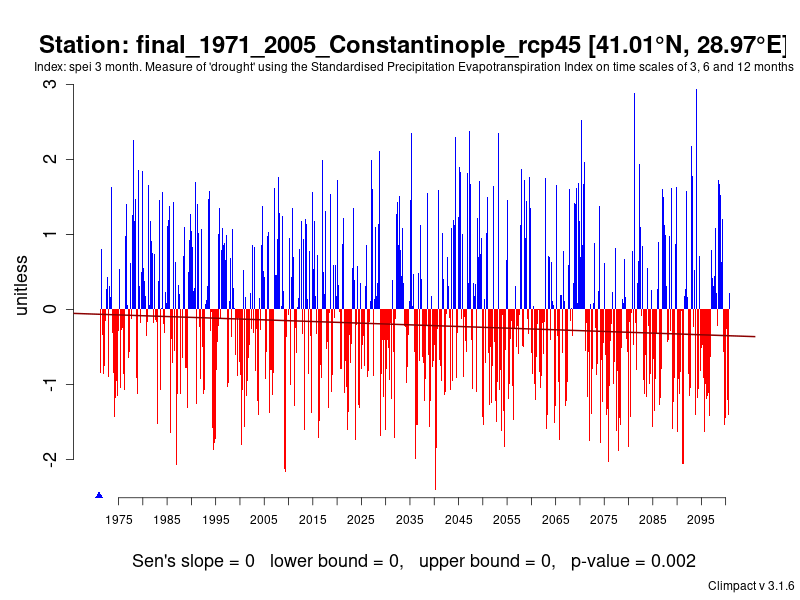 Station: final_1971_2005_Constantinople_rcp45 [41.01°N, 28.97°E]
Index: spei 3 month. Measure of 'drought' using the Standardised Precipitation Evapotranspiration Index on time scales of 3, 6 and 12 months
3
2
1
0
-1
-2
unitless
1975 1985 1995 2005 2015 2025 2035 2045 2055 2065 2075 2085 2095
Sen's slope = 0 lower bound = 0, upper bound = 0, p-value = 0.002
Climpact v 3.1.6